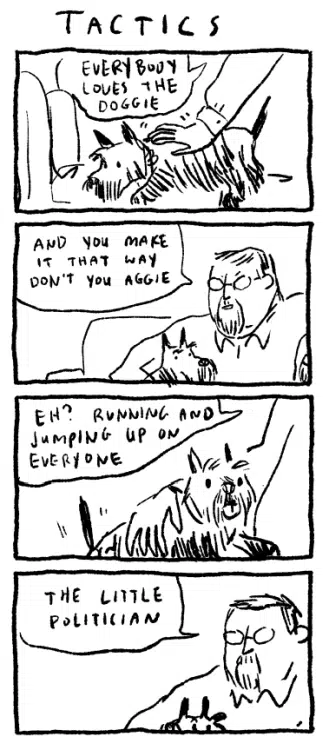 TACTICS
EVERYBODY
LOVES THE
DOGGIE
AND YOU MAKE
IT THAT WAY
DON'T YOU AGGIE
EH? RUNNING AND
JUMPING UP ON
EVERYONE
THE LITTLE
POLITICIAN